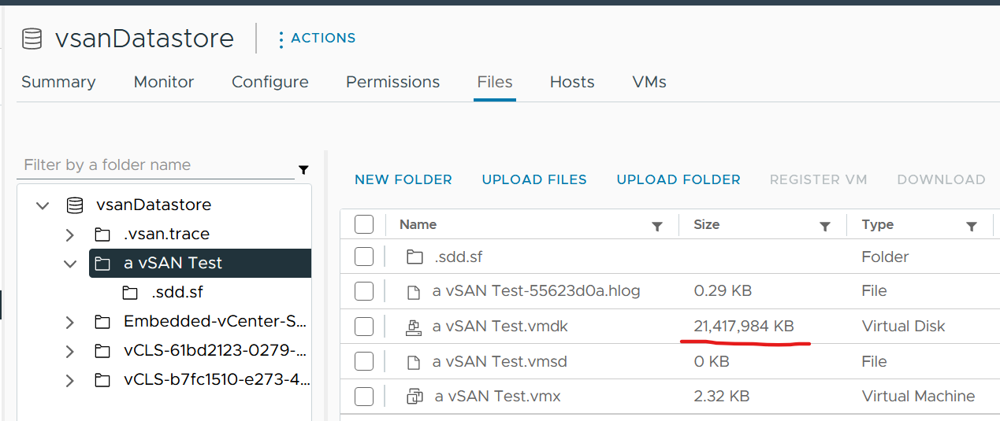 vsanDatastore ACTIONS
Summary Monitor Configure Permissions Files Hosts VMs
Filter by a folder name
vsanDatastore
.vsan.trace
a vSAN Test
.sdd.sf
Embedded-vCenter-S...
vCLS-61bd2123-0279-...
vCLS-b7fc1510-e273-4...
NEW FOLDER UPLOAD FILES UPLOAD FOLDER REGISTER VM DOWNLOAD
Name Size Type
.sdd.sf Folder
a vSAN Test-55623d0a.hlog 0.29 KB File
a vSAN Test.vmdk 21,417,984 KB Virtual Disk
a vSAN Test.vmsd 0 KB File
a vSAN Test.vmx 2.32 KB Virtual Machine